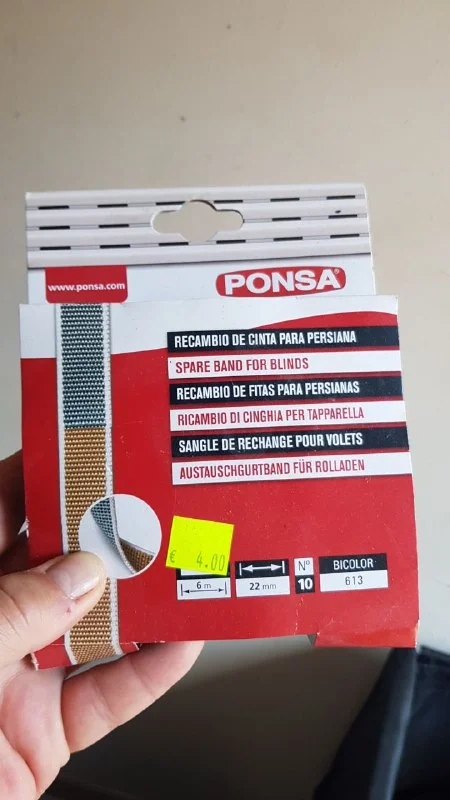 www.ponsa.com
PONSA®
RECAMBIO DE CINTA PARA PERSIANA
SPARE BAND FOR BLINDS
RECAMBIO DE FITAS PARA PERSIANAS
RICAMBIO DI CINGHIA PER TAPPARELLA
SANGLE DE RECHANGE POUR VOLETS
AUSTAUSCHGURTBAND FÜR ROLLADEN
€ 4.00
6 m
22 mm
Nº
10
BICOLOR
613